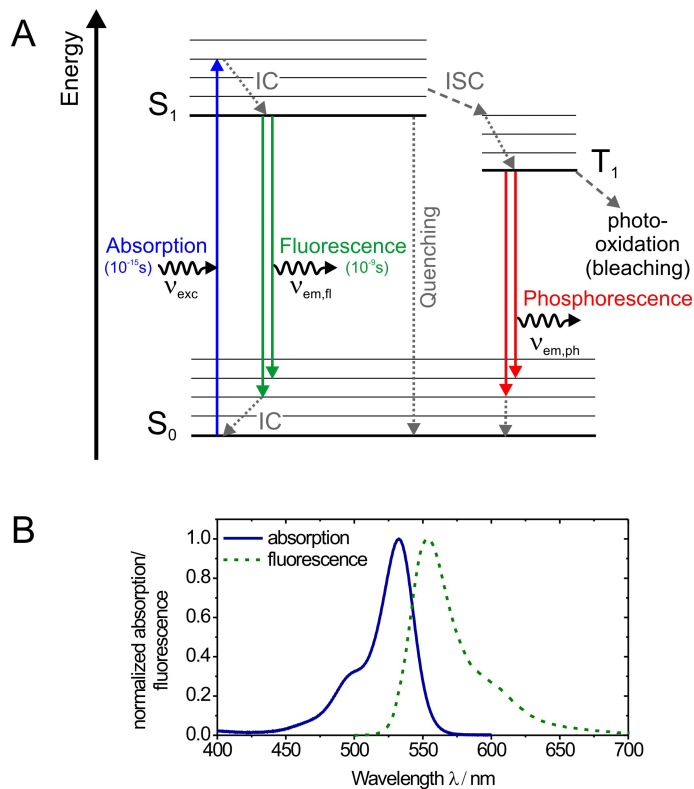 A
Energy
IC
ISC
S1
T1
photo-
oxidation
(bleaching)
Absorption
(10-15s)
νexc
Fluorescence
(10-9s)
νem,fl
Quenching
Phosphorescence
νem,ph
IC
S0
B
normalized absorption/
fluorescence
1.0
0.8
0.6
0.4
0.2
0.0
absorption
fluorescence
400 450 500 550 600 650 700
Wavelength λ / nm